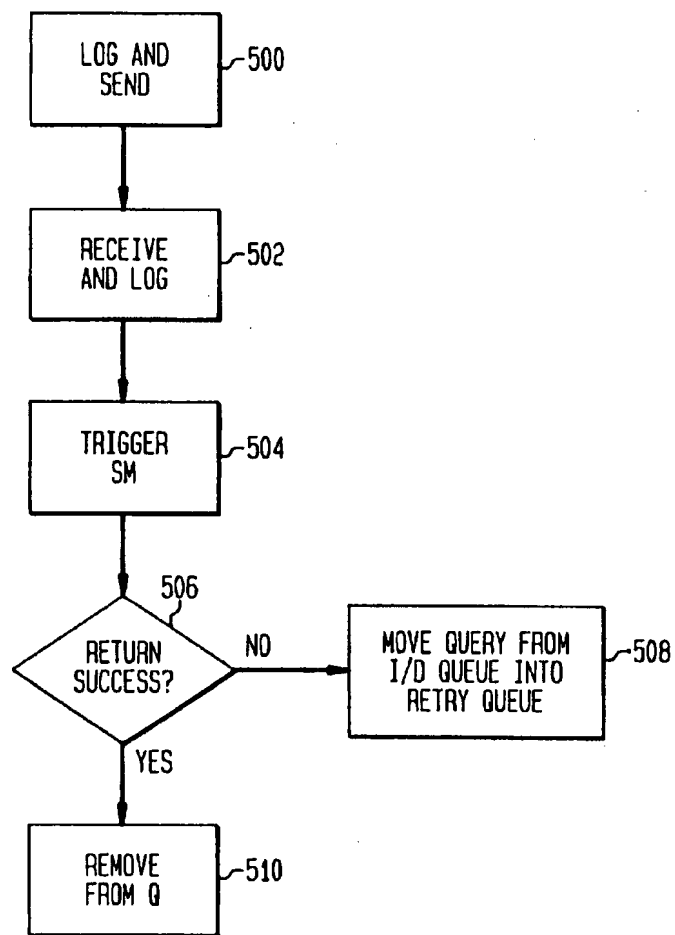 LOG AND
SEND
500
RECEIVE
AND LOG
502
TRIGGER
SM
504
506
RETURN
SUCCESS?
NO
MOVE QUERY FROM
I/D QUEUE INTO
RETRY QUEUE
508
YES
REMOVE
FROM Q
510